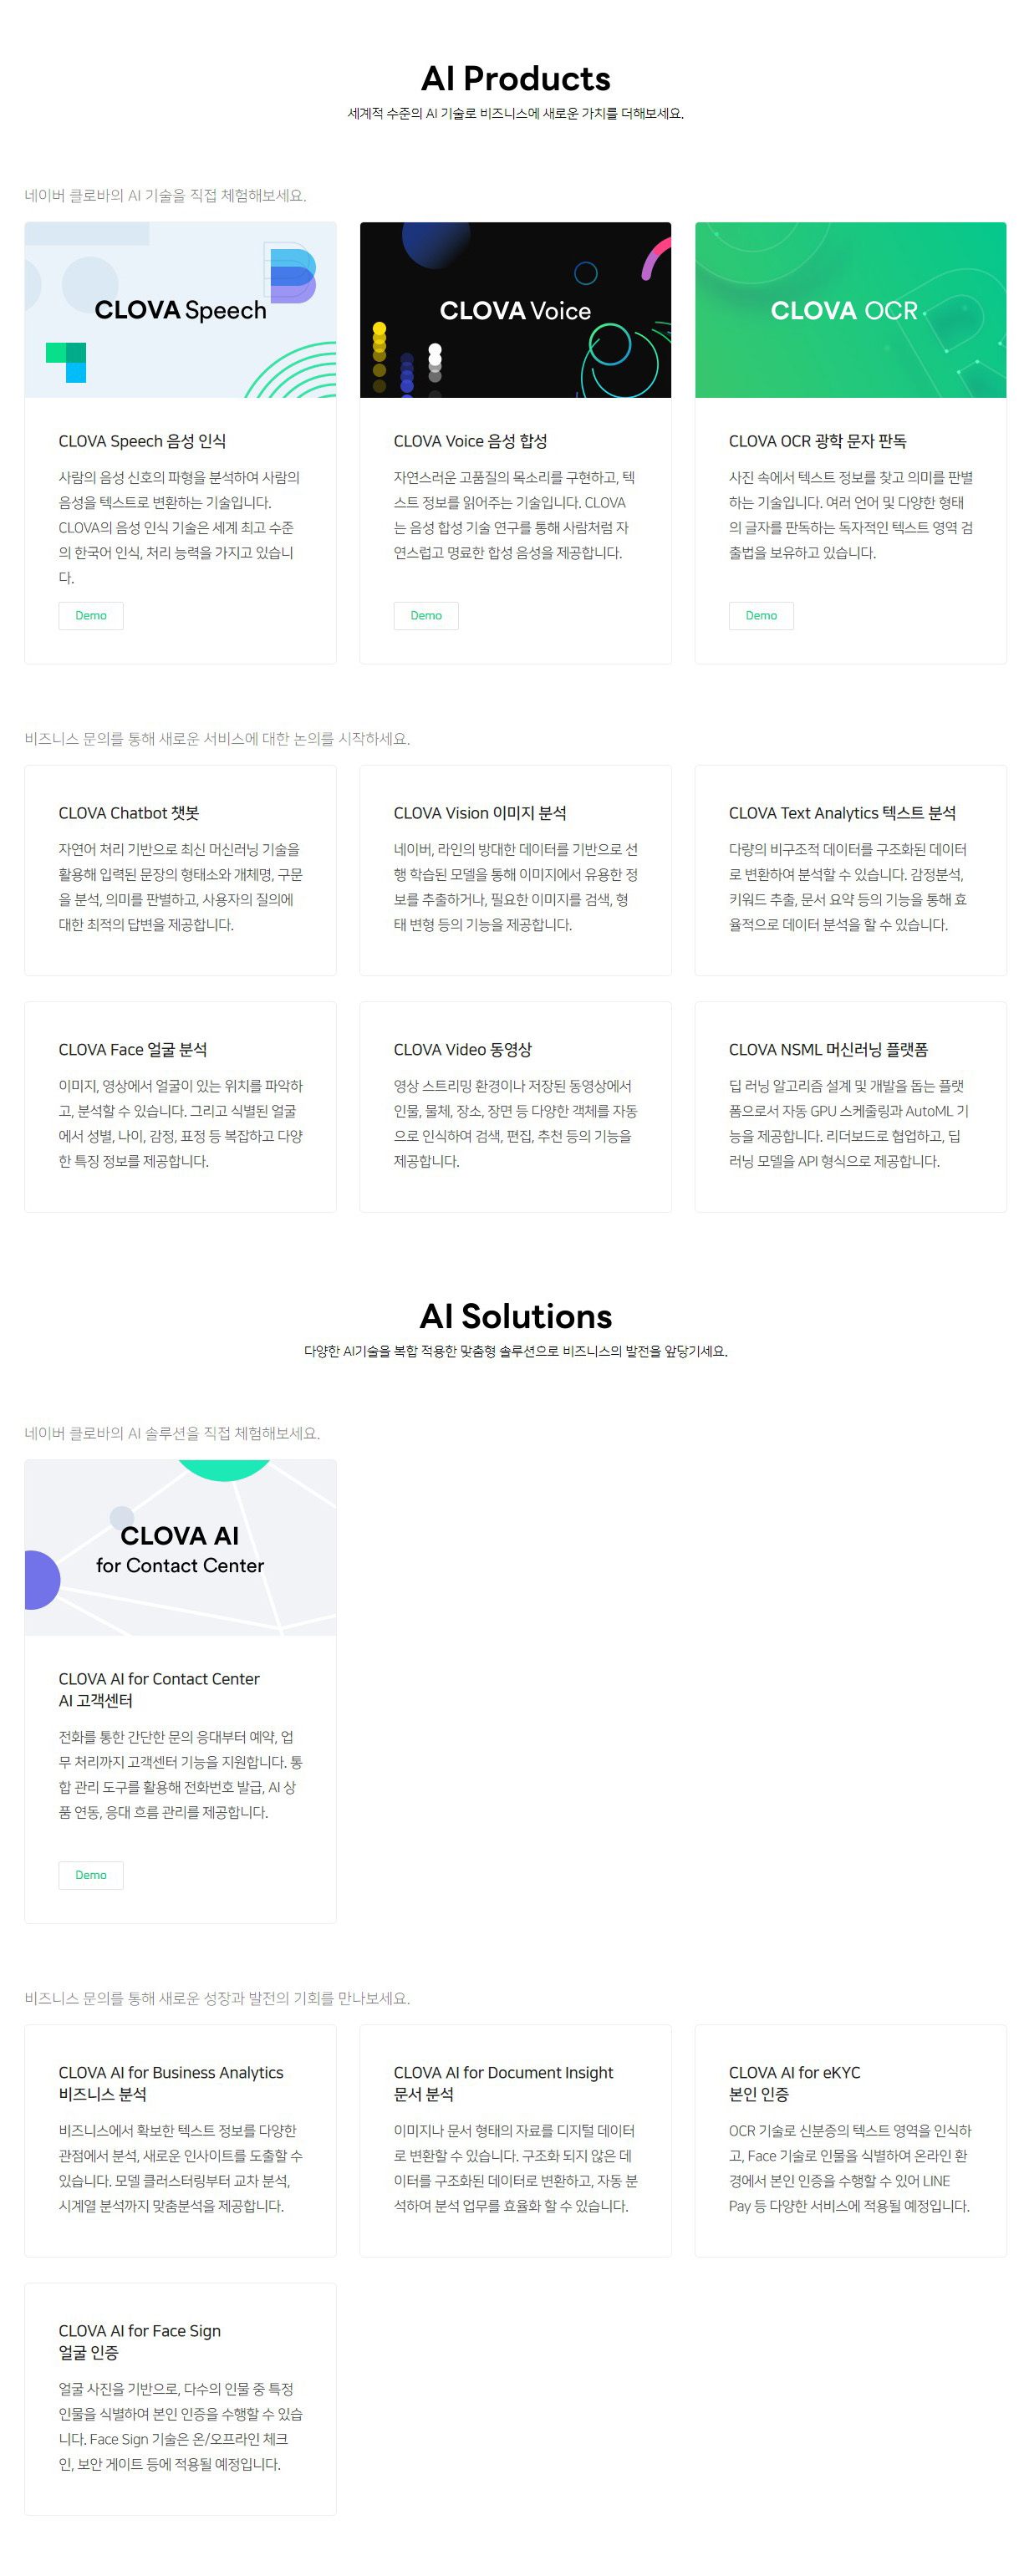 AI Products
세계적 수준의 AI 기술로 비즈니스에 새로운 가치를 더해보세요.
네이버 클로바의 AI 기술을 직접 체험해보세요.
CLOVA Speech
CLOVA Speech 음성 인식
사람의 음성 신호의 파형을 분석하여 사람의
음성을 텍스트로 변환하는 기술입니다.
CLOVA의 음성 인식 기술은 세계 최고 수준
의 한국어 인식, 처리 능력을 가지고 있습니
다.
Demo
CLOVA Voice
CLOVA Voice 음성 합성
자연스러운 고품질의 목소리를 구현하고, 텍
스트 정보를 읽어주는 기술입니다. CLOVA
는 음성 합성 기술 연구를 통해 사람처럼 자
연스럽고 명료한 합성 음성을 제공합니다.
Demo
CLOVA OCR
CLOVA OCR 광학 문자 판독
사진 속에서 텍스트 정보를 찾고 의미를 판별
하는 기술입니다. 여러 언어 및 다양한 형태
의 글자를 판독하는 독자적인 텍스트 영역 검
출법을 보유하고 있습니다.
Demo
비즈니스 문의를 통해 새로운 서비스에 대한 논의를 시작하세요.
CLOVA Chatbot 챗봇
자연어 처리 기반으로 최신 머신러닝 기술을
활용해 입력된 문장의 형태소와 개체명, 구문
을 분석, 의미를 판별하고, 사용자의 질의에
대한 최적의 답변을 제공합니다.
CLOVA Vision 이미지 분석
네이버, 라인의 방대한 데이터를 기반으로 선
행 학습된 모델을 통해 이미지에서 유용한 정
보를 추출하거나, 필요한 이미지를 검색, 형
태 변형 등의 기능을 제공합니다.
CLOVA Text Analytics 텍스트 분석
다량의 비구조적 데이터를 구조화된 데이터
로 변환하여 분석할 수 있습니다. 감정분석,
키워드 추출, 문서 요약 등의 기능을 통해 효
율적으로 데이터 분석을 할 수 있습니다.
CLOVA Face 얼굴 분석
이미지, 영상에서 얼굴이 있는 위치를 파악하
고, 분석할 수 있습니다. 그리고 식별된 얼굴
에서 성별, 나이, 감정, 표정 등 복잡하고 다양
한 특징 정보를 제공합니다.
CLOVA Video 동영상
영상 스트리밍 환경이나 저장된 동영상에서
인물, 물체, 장소, 장면 등 다양한 객체를 자동
으로 인식하여 검색, 편집, 추천 등의 기능을
제공합니다.
CLOVA NSML 머신러닝 플랫폼
딥 러닝 알고리즘 설계 및 개발을 돕는 플랫
폼으로서 자동 GPU 스케줄링과 AutoML 기
능을 제공합니다. 리더보드로 협업하고, 딥
러닝 모델을 API 형식으로 제공합니다.
AI Solutions
다양한 AI기술을 복합 적용한 맞춤형 솔루션으로 비즈니스의 발전을 앞당기세요.
네이버 클로바의 AI 솔루션을 직접 체험해보세요.
CLOVA AI
for Contact Center
CLOVA AI for Contact Center
AI 고객센터
전화를 통한 간단한 문의 응대부터 예약, 업
무 처리까지 고객센터 기능을 지원합니다. 통
합 관리 도구를 활용해 전화번호 발급, AI 상
품 연동, 응대 흐름 관리를 제공합니다.
Demo
비즈니스 문의를 통해 새로운 성장과 발전의 기회를 만나보세요.
CLOVA AI for Business Analytics
비즈니스 분석
비즈니스에서 확보한 텍스트 정보를 다양한
관점에서 분석, 새로운 인사이트를 도출할 수
있습니다. 모델 클러스터링부터 교차 분석,
시계열 분석까지 맞춤분석을 제공합니다.
CLOVA AI for Document Insight
문서 분석
이미지나 문서 형태의 자료를 디지털 데이터
로 변환할 수 있습니다. 구조화 되지 않은 데
이터를 구조화된 데이터로 변환하고, 자동 분
석하여 분석 업무를 효율화 할 수 있습니다.
CLOVA AI for eKYC
본인 인증
OCR 기술로 신분증의 텍스트 영역을 인식하
고, Face 기술로 인물을 식별하여 온라인 환
경에서 본인 인증을 수행할 수 있어 LINE
Pay 등 다양한 서비스에 적용될 예정입니다.
CLOVA AI for Face Sign
얼굴 인증
얼굴 사진을 기반으로, 다수의 인물 중 특정
인물을 식별하여 본인 인증을 수행할 수 있습
니다. Face Sign 기술은 온/오프라인 체크
인, 보안 게이트 등에 적용될 예정입니다.